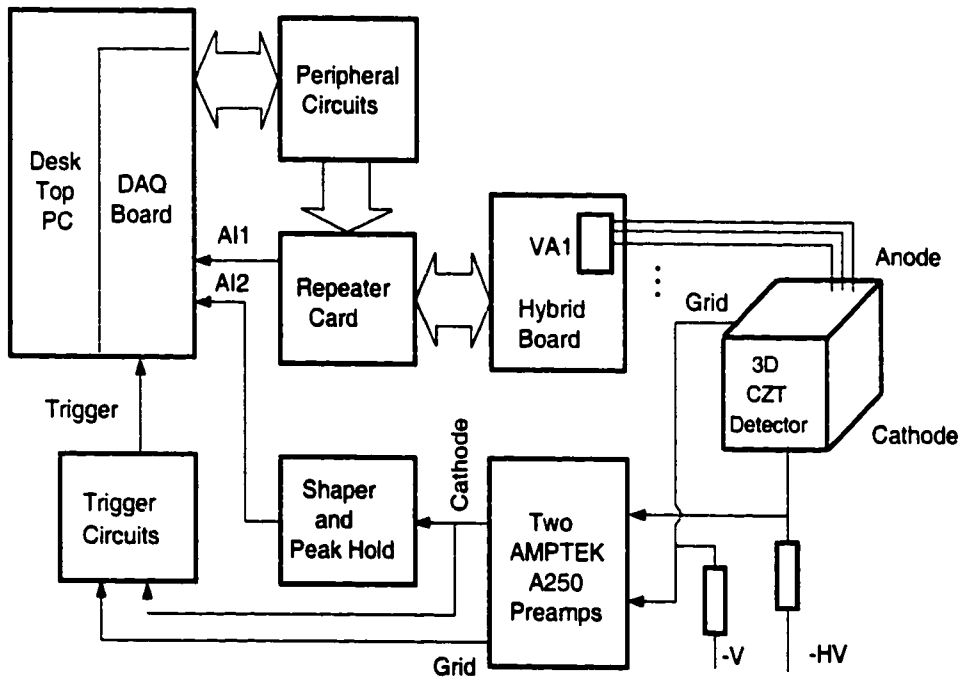 Desk
Top
PC
DAQ
Board
Peripheral
Circuits
AI1
AI2
Repeater
Card
VA1
Hybrid
Board
Anode
Grid
3D
CZT
Detector
Cathode
Trigger
Trigger
Circuits
Shaper
and
Peak Hold
Cathode
Two
AMPTEK
A250
Preamps
Grid
-V
-HV